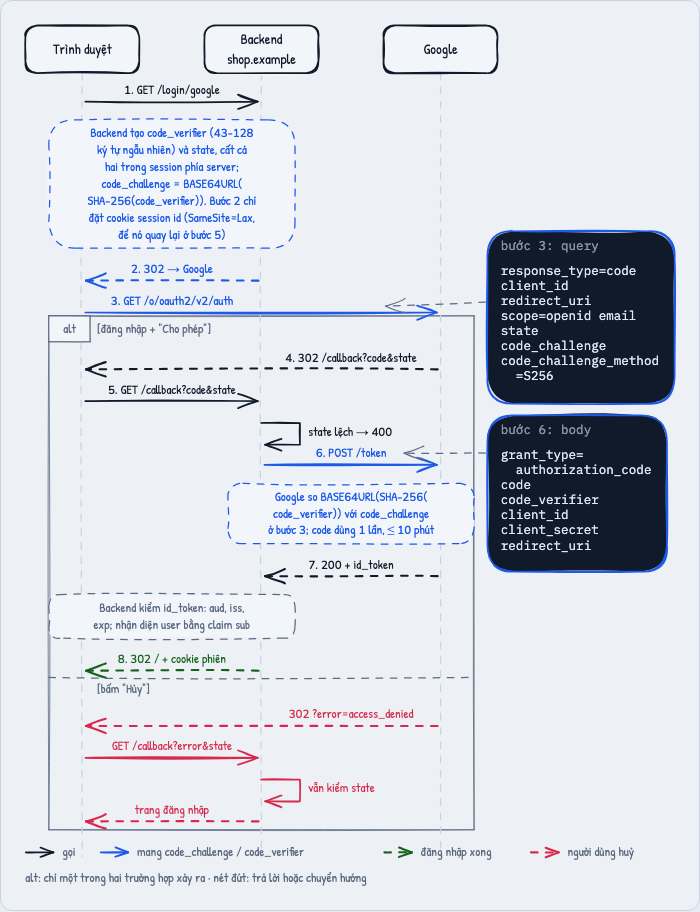 Trình duyệt
Backend
shop.example
Google
1. GET /login/google
Backend tạo code_verifier (43-128
ký tự ngẫu nhiên) và state, cất cả
hai trong session phía server;
code_challenge = BASE64URL(
SHA-256(code_verifier)). Bước 2 chỉ
đặt cookie session id (SameSite=Lax,
để nó quay lại ở bước 5)
2. 302 → Google
3. GET /o/oauth2/v2/auth
bước 3: query
response_type=code
client_id
redirect_uri
scope=openid email
state
code_challenge
code_challenge_method
=S256
alt
[đăng nhập + "Cho phép"]
4. 302 /callback?code&state
5. GET /callback?code&state
state lệch → 400
6. POST /token
bước 6: body
grant_type=
authorization_code
code
code_verifier
client_id
client_secret
redirect_uri
Google so BASE64URL(SHA-256(
code_verifier)) với code_challenge
ở bước 3; code dùng 1 lần, ≤ 10 phút
7. 200 + id_token
Backend kiểm id_token: aud, iss,
exp; nhận diện user bằng claim sub
8. 302 / + cookie phiên
[bấm "Hủy"]
302 ?error=access_denied
GET /callback?error&state
vẫn kiểm state
trang đăng nhập
gọi
mang code_challenge / code_verifier
đăng nhập xong
người dùng huỷ
alt: chỉ một trong hai trường hợp xảy ra · nét đứt: trả lời hoặc chuyển hướng